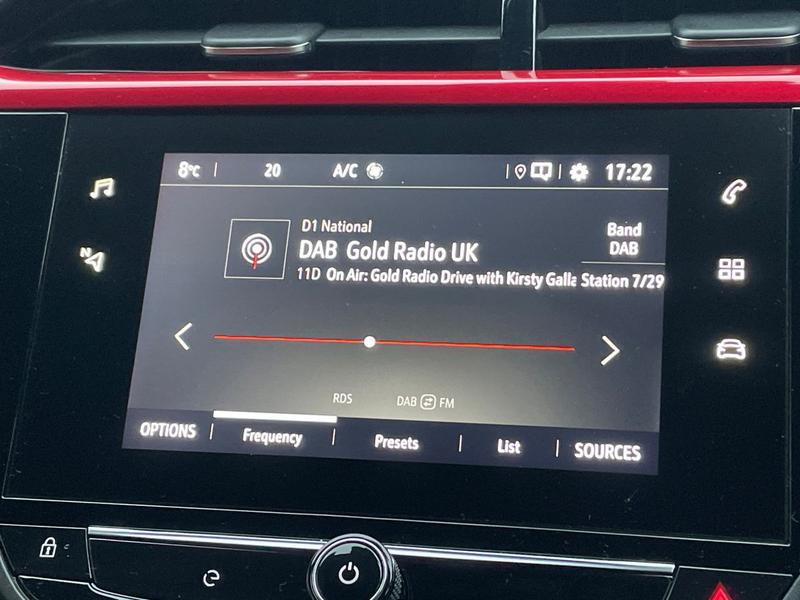 8°C 20 A/C 17:22
D1 National
DAB Gold Radio UK
Band
DAB
11D On Air: Gold Radio Drive with Kirsty Galla Station 7/29
N
RDS DAB FM
OPTIONS Frequency Presets List SOURCES